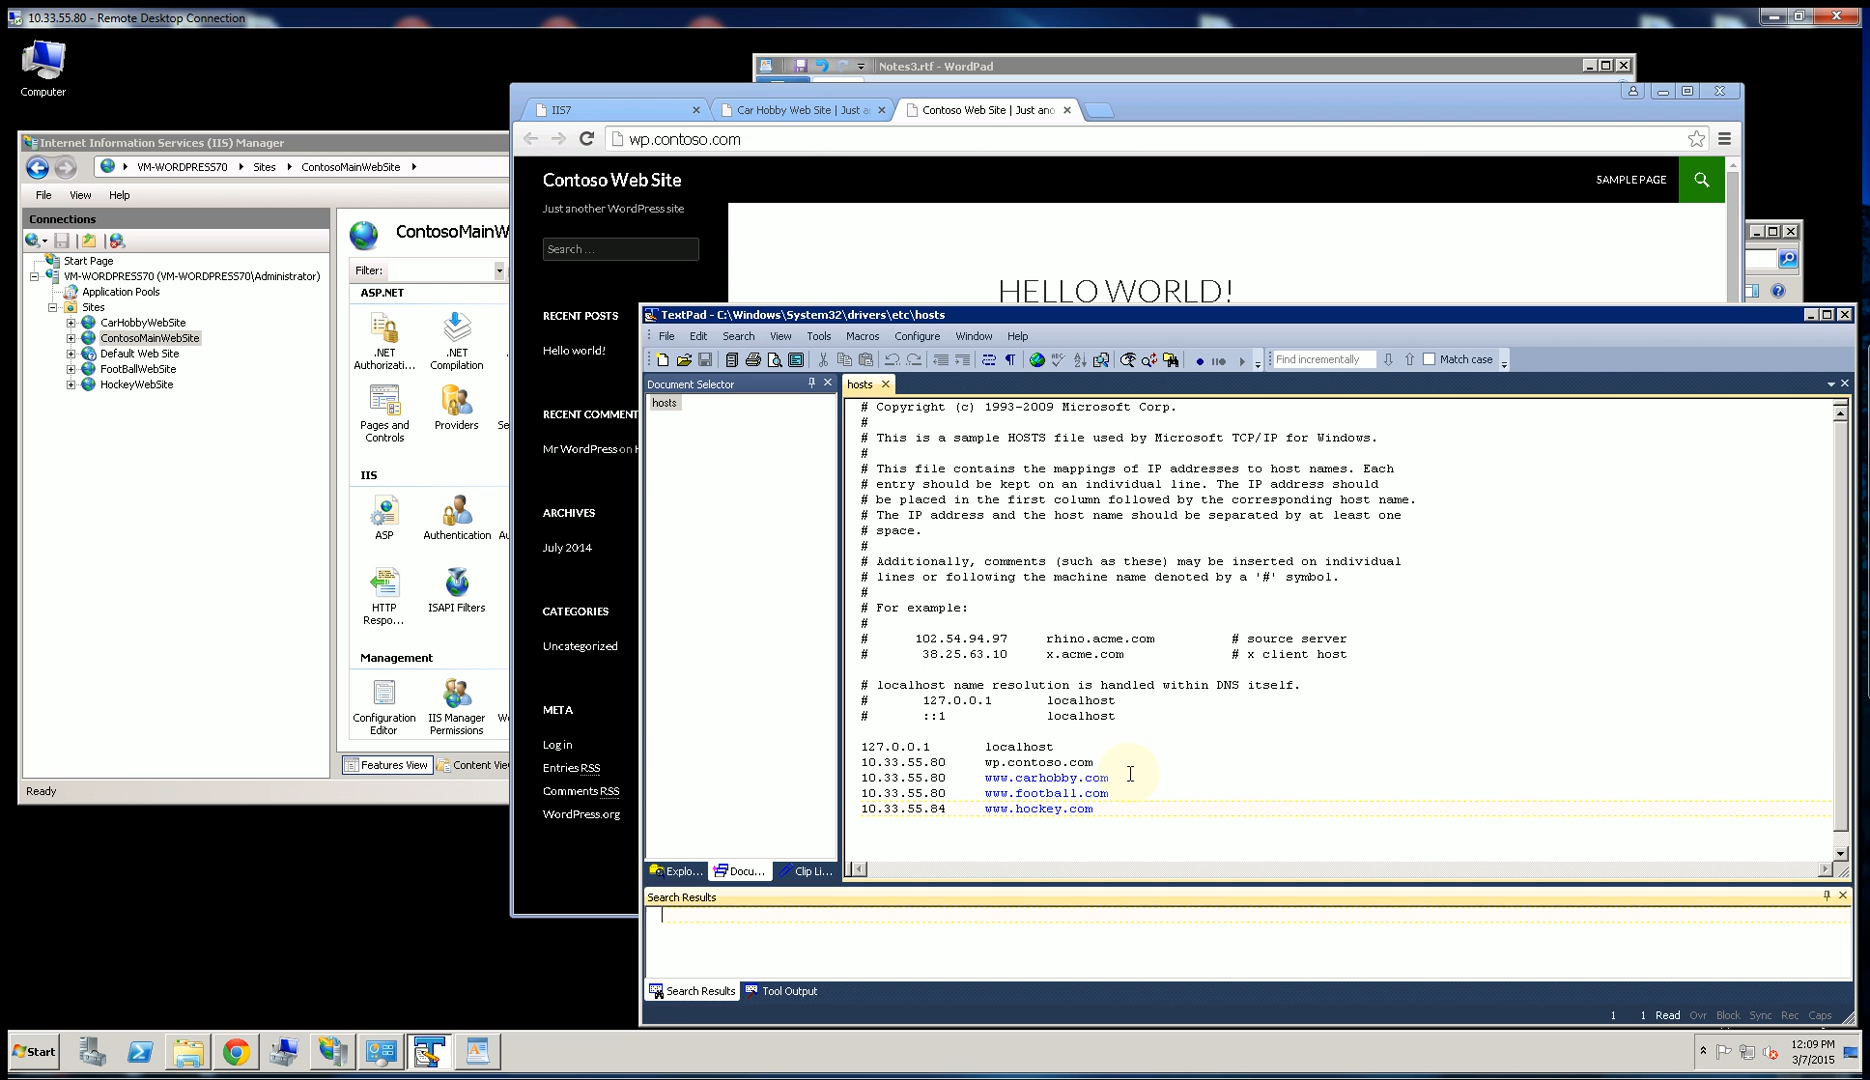 10.33.55.80 - Remote Desktop Connection
Computer
Notes3.rtf - WordPad
IIS7
Car Hobby Web Site | Just a
Contoso Web Site | Just ano
wp.contoso.com
Internet Information Services (IIS) Manager
VM-WORDPRESS70
Sites
ContosoMainWebSite
File
View
Help
Connections
Start Page
VM-WORDPRESS70 (VM-WORDPRESS70\Administrator)
Application Pools
Sites
CarHobbyWebSite
ContosoMainWebSite
Default Web Site
FootBallWebSite
HockeyWebSite
ContosoMainW
Filter:
ASP.NET
.NET Authorizati...
.NET Compilation
Pages and Controls
Providers
Se
IIS
ASP
Authentication
Au
HTTP Respo...
ISAPI Filters
Management
Configuration Editor
IIS Manager Permissions
We
Features View
Content Vie
Ready
Contoso Web Site
Just another WordPress site
Search …
SAMPLE PAGE
HELLO WORLD!
RECENT POSTS
Hello world!
RECENT COMMENT
Mr WordPress on H
ARCHIVES
July 2014
CATEGORIES
Uncategorized
META
Log in
Entries RSS
Comments RSS
WordPress.org
TextPad - C:\Windows\System32\drivers\etc\hosts
File Edit Search View Tools Macros Configure Window Help
Find incrementally
Match case
Document Selector
hosts
hosts
# Copyright (c) 1993-2009 Microsoft Corp.
#
# This is a sample HOSTS file used by Microsoft TCP/IP for Windows.
#
# This file contains the mappings of IP addresses to host names. Each
# entry should be kept on an individual line. The IP address should
# be placed in the first column followed by the corresponding host name.
# The IP address and the host name should be separated by at least one
# space.
#
# Additionally, comments (such as these) may be inserted on individual
# lines or following the machine name denoted by a '#' symbol.
#
# For example:
#
# 102.54.94.97 rhino.acme.com # source server
# 38.25.63.10 x.acme.com # x client host
# localhost name resolution is handled within DNS itself.
# 127.0.0.1 localhost
# ::1 localhost
127.0.0.1 localhost
10.33.55.80 wp.contoso.com
10.33.55.80 www.carhobby.com
10.33.55.80 www.football.com
10.33.55.84 www.hockey.com
Explo...
Docu...
Clip Li...
Search Results
Search Results
Tool Output
1 1 Read Ovr Block Sync Rec Caps
Start
12:09 PM
3/7/2015